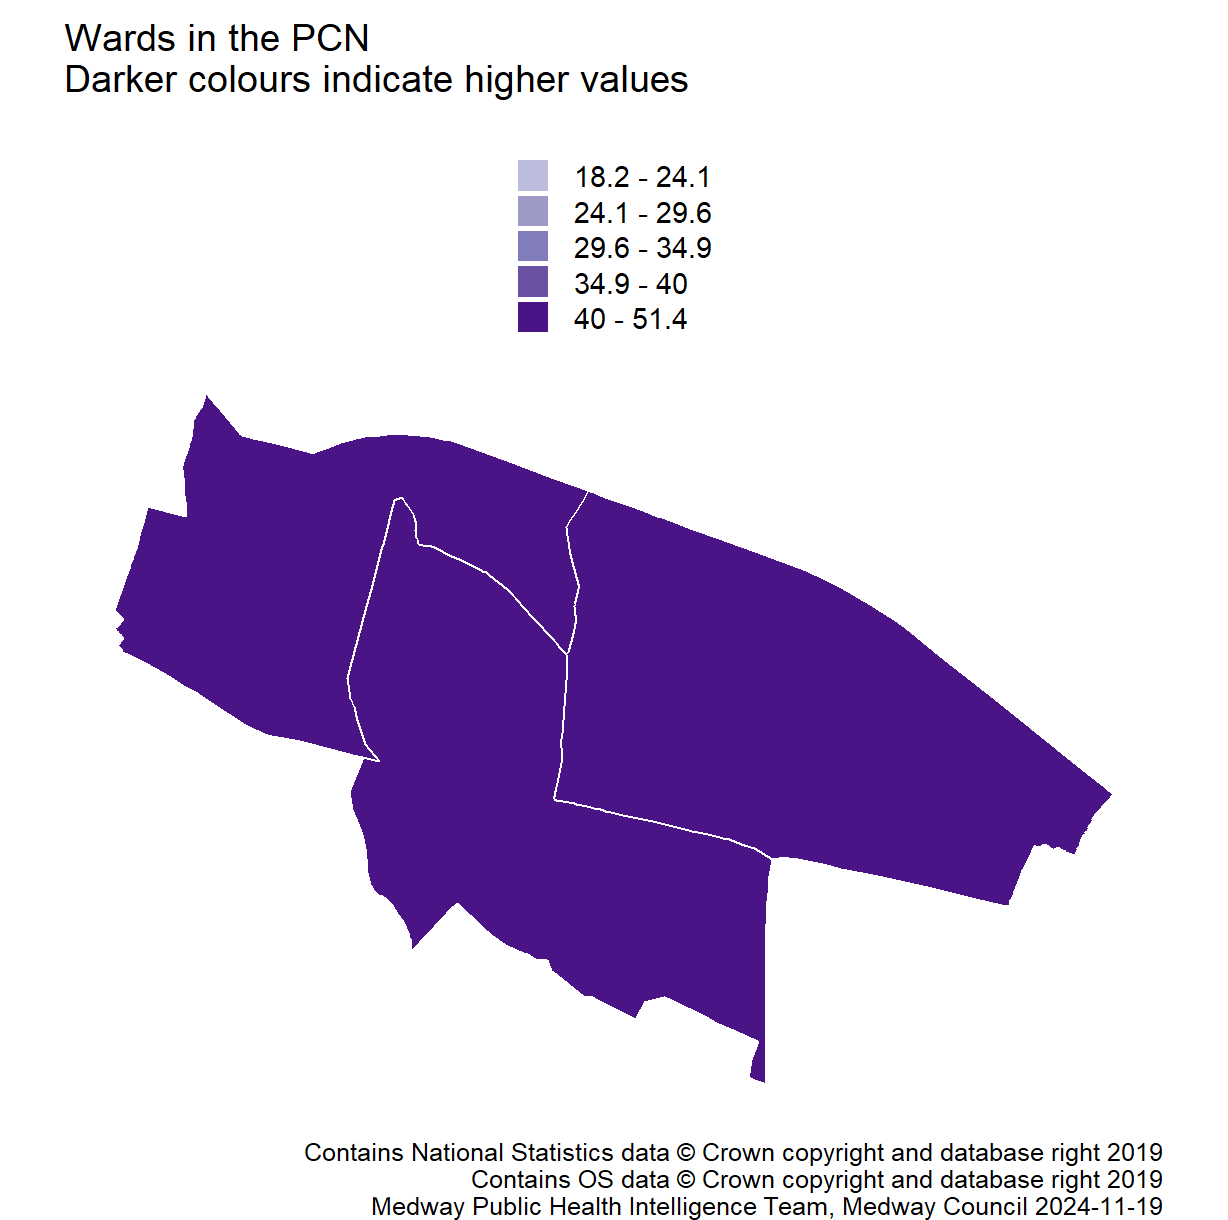 Wards in the PCN
Darker colours indicate higher values
18.2 - 24.1
24.1 - 29.6
29.6 - 34.9
34.9 - 40
40 - 51.4
Contains National Statistics data © Crown copyright and database right 2019
Contains OS data © Crown copyright and database right 2019
Medway Public Health Intelligence Team, Medway Council 2024-11-19